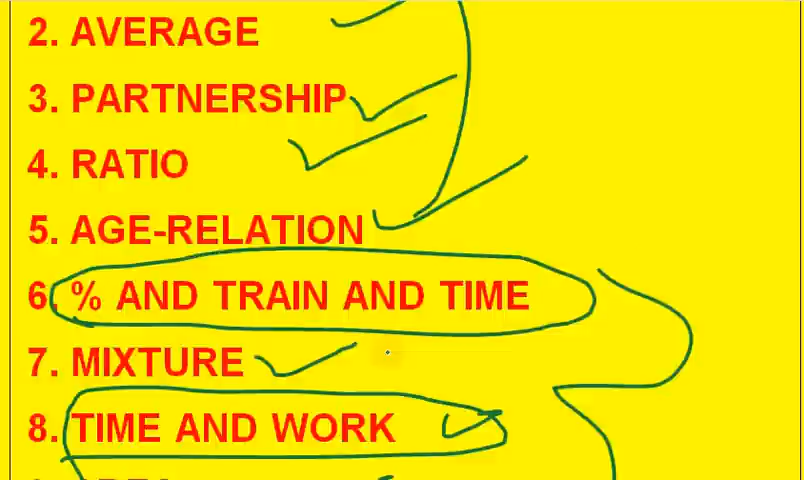 2. AVERAGE
3. PARTNERSHIP
4. RATIO
5. AGE-RELATION
6. % AND TRAIN AND TIME
7. MIXTURE
8. TIME AND WORK